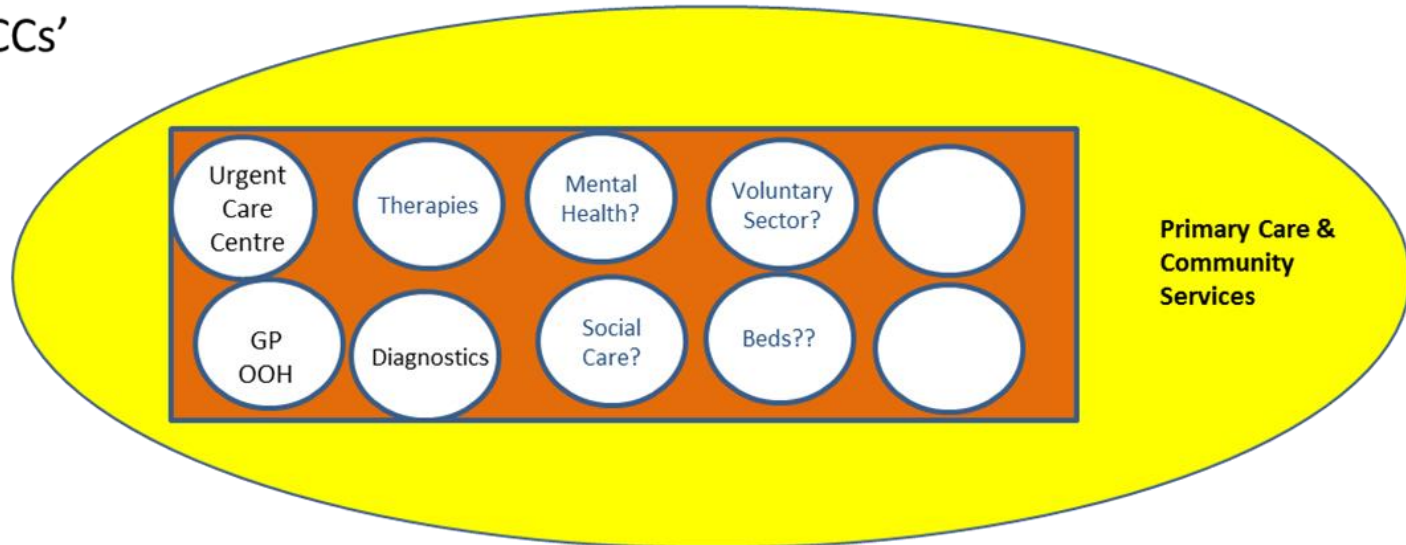 CCs’
Urgent
Care
Centre
Therapies
Mental
Health?
Voluntary
Sector?
GP
OOH
Diagnostics
Social
Care?
Beds??
Primary Care &
Community
Services